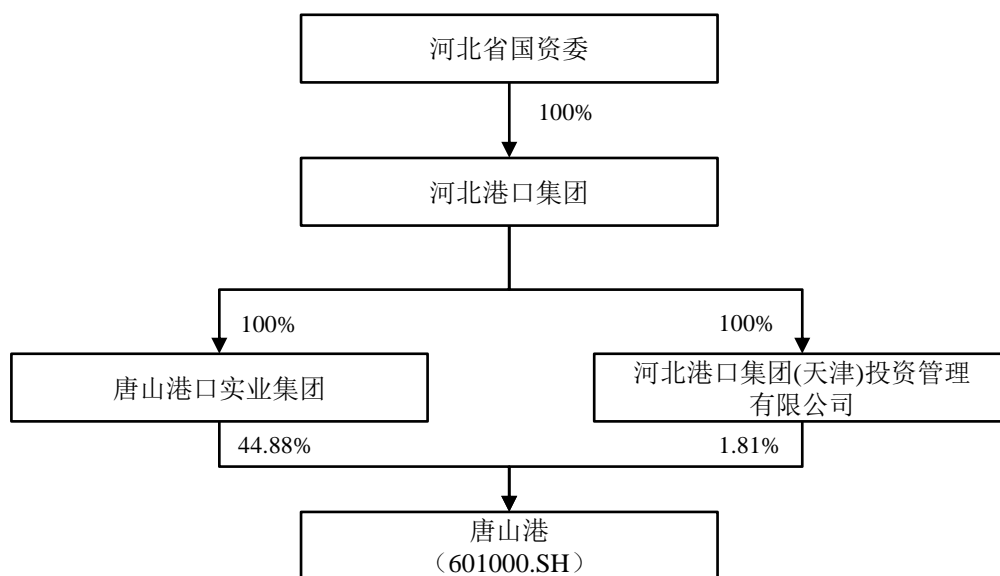 河北省国资委
100%
河北港口集团
100%
100%
唐山港口实业集团
河北港口集团(天津)投资管理
有限公司
44.88%
1.81%
唐山港
（601000.SH）